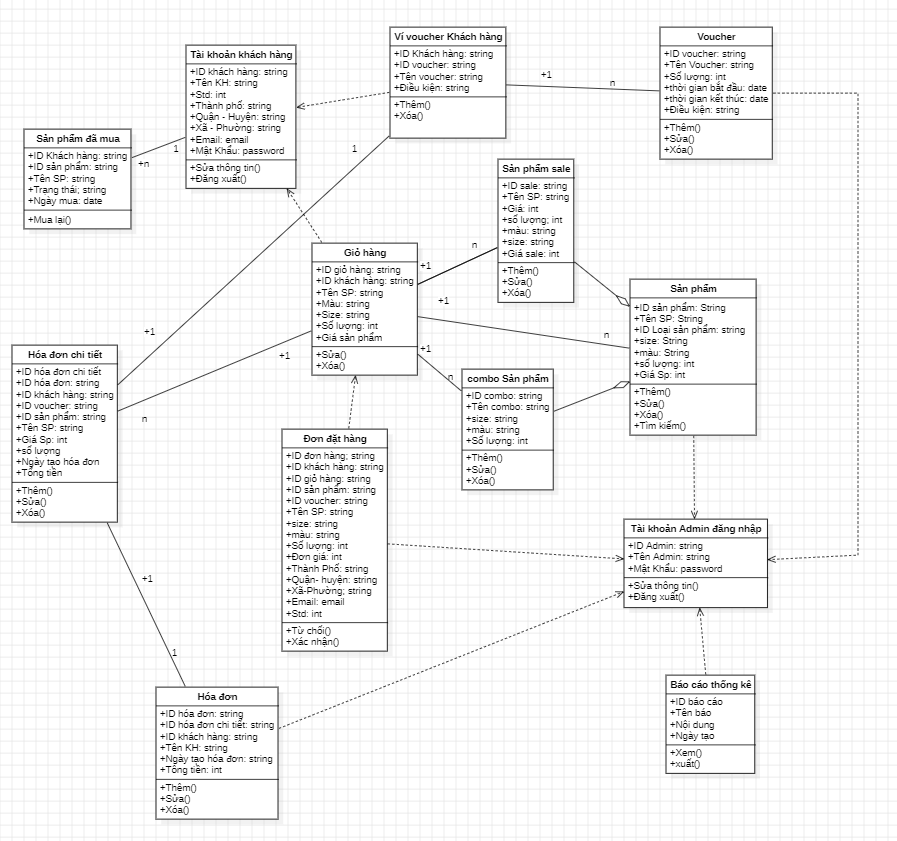 Tài khoản khách hàng
+ID khách hàng: string
+Tên KH: string
+Std: int
+Thành phố: string
+Quận - Huyện: string
+Xã - Phường: string
+Email: email
+Mật Khẩu: password
+Sửa thông tin()
+Đăng xuất()
Ví voucher Khách hàng
+ID Khách hàng: string
+ID voucher: string
+Tên voucher: string
+Điều kiện: string
+Thêm()
+Xóa()
Voucher
+ID voucher: string
+Tên Voucher: string
+Số lượng: int
+thời gian bắt đầu: date
+thời gian kết thúc: date
+Điều kiện: string
+Thêm()
+Sửa()
+Xóa()
+1
n
Sản phẩm đã mua
+ID Khách hàng: string
+ID sản phẩm: string
+Tên SP: string
+Trạng thái; string
+Ngày mua: date
+Mua lại()
+n
1
1
Sản phẩm sale
+ID sale: string
+Tên SP: string
+Giá: int
+số lượng; int
+màu: string
+size: string
+Giá sale: int
+Thêm()
+Sửa()
+Xóa()
Giỏ hàng
+ID giỏ hàng: string
+ID khách hàng: string
+Tên SP: string
+Màu: string
+Size: string
+Số lượng: int
+Giá sản phẩm
+Sửa()
+Xóa()
n
+1
+1
n
+1
n
Sản phẩm
+ID sản phẩm: String
+Tên SP: String
+ID Loại sản phẩm: string
+size: String
+màu: String
+số lượng: int
+Giá Sp: int
+Thêm()
+Sửa()
+Xóa()
+Tìm kiếm()
+1
+1
n
Hóa đơn chi tiết
+ID hóa đơn chi tiết
+ID hóa đơn: string
+ID khách hàng: string
+ID voucher: string
+ID sản phẩm: string
+Tên SP: string
+Giá Sp: int
+số lượng
+Ngày tạo hóa đơn
+Tổng tiền
+Thêm()
+Sửa()
+Xóa()
combo Sản phẩm
+ID combo: string
+Tên combo: string
+size: string
+màu: string
+Số lượng: int
+Thêm()
+Sửa()
+Xóa()
Đơn đặt hàng
+ID đơn hàng; string
+ID khách hàng: string
+ID giỏ hàng: string
+ID sản phẩm: string
+ID voucher: string
+Tên SP: string
+size: string
+màu: string
+Số lượng: int
+Đơn giá: int
+Thành Phố: string
+Quận- huyện: string
+Xã-Phường; string
+Email: email
+Std: int
+Từ chối()
+Xác nhận()
Tài khoản Admin đăng nhập
+ID Admin: string
+Tên Admin: string
+Mật Khẩu: password
+Sửa thông tin()
+Đăng xuất()
+1
1
Hóa đơn
+ID hóa đơn: string
+ID hóa đơn chi tiết: string
+ID khách hàng: string
+Tên KH: string
+Ngày tạo hóa đơn: string
+Tổng tiền: int
+Thêm()
+Sửa()
+Xóa()
Báo cáo thống kê
+ID báo cáo
+Tên báo
+Nội dung
+Ngày tạo
+Xem()
+xuất()